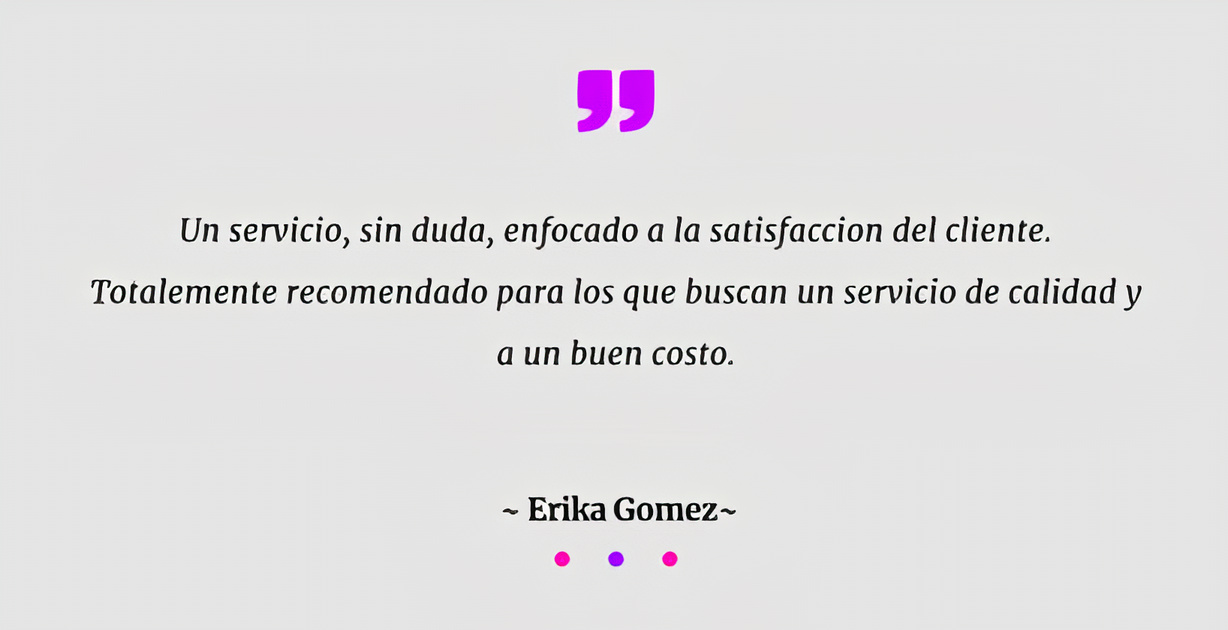 ”
Un servicio, sin duda, enfocado a la satisfaccion del cliente.
Totalemente recomendado para los que buscan un servicio de calidad y
a un buen costo.
~ Erika Gomez~